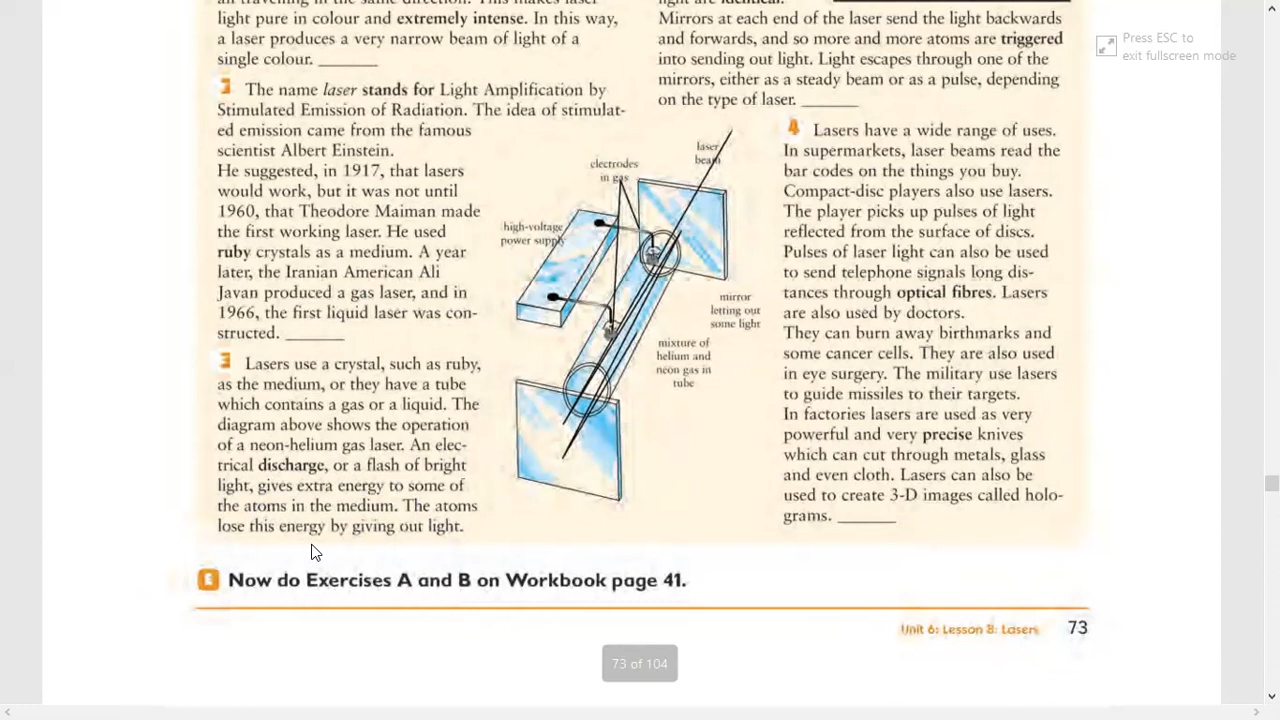 light pure in colour and extremely intense. In this way,
a laser produces a very narrow beam of light of a
single colour. _______
The name laser stands for Light Amplification by
Stimulated Emission of Radiation. The idea of stimulat-
ed emission came from the famous
scientist Albert Einstein.
He suggested, in 1917, that lasers
would work, but it was not until
1960, that Theodore Maiman made
the first working laser. He used
ruby crystals as a medium. A year
later, the Iranian American Ali
Javan produced a gas laser, and in
1966, the first liquid laser was con-
structed. _______
3 Lasers use a crystal, such as ruby,
as the medium, or they have a tube
which contains a gas or a liquid. The
diagram above shows the operation
of a neon-helium gas laser. An elec-
trical discharge, or a flash of bright
light, gives extra energy to some of
the atoms in the medium. The atoms
lose this energy by giving out light.
light are identical.
Mirrors at each end of the laser send the light backwards
and forwards, and so more and more atoms are triggered
into sending out light. Light escapes through one of the
mirrors, either as a steady beam or as a pulse, depending
on the type of laser. _______
laser
beam
electrodes
in gas
high-voltage
power supply
mirror
letting out
some light
mixture of
helium and
neon gas in
tube
4 Lasers have a wide range of uses.
In supermarkets, laser beams read the
bar codes on the things you buy.
Compact-disc players also use lasers.
The player picks up pulses of light
reflected from the surface of discs.
Pulses of laser light can also be used
to send telephone signals long dis-
tances through optical fibres. Lasers
are also used by doctors.
They can burn away birthmarks and
some cancer cells. They are also used
in eye surgery. The military use lasers
to guide missiles to their targets.
In factories lasers are used as very
powerful and very precise knives
which can cut through metals, glass
and even cloth. Lasers can also be
used to create 3-D images called holo-
grams. _______
Now do Exercises A and B on Workbook page 41.
Unit 6: Lesson 8: Lasers 73
73 of 104
Press ESC to
exit fullscreen mode